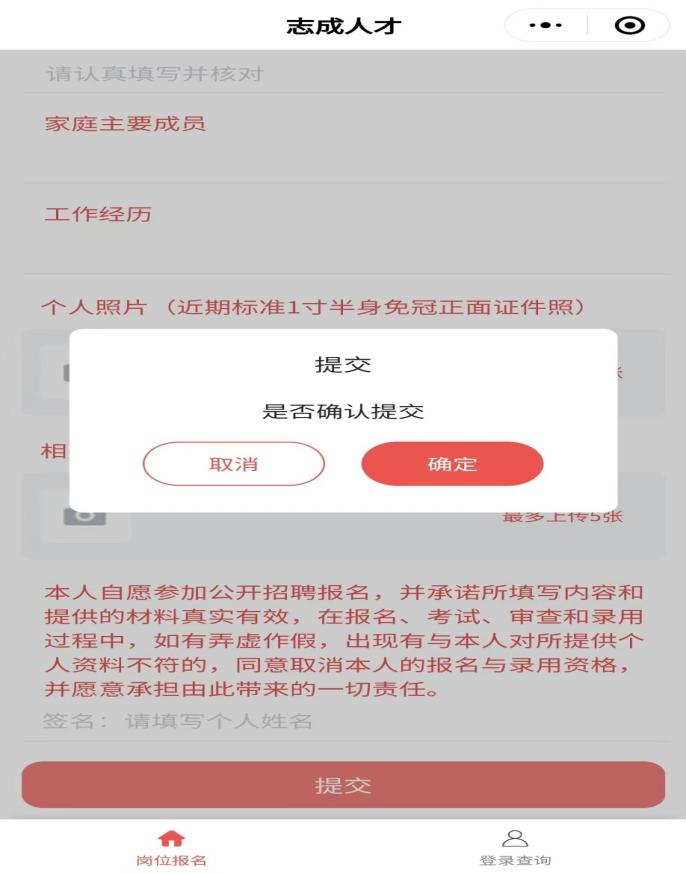 志成人才
请认真填写并核对
家庭主要成员
工作经历
个人照片（近期标准1寸半身免冠正面证件照）
提交
是否确认提交
取消
确定
相
最多上传5张
本人自愿参加公开招聘报名，并承诺所填写内容和
提供的材料真实有效，在报名、考试、审查和录用
过程中，如有弄虚作假，出现有与本人对所提供个
人资料不符的，同意取消本人的报名与录用资格，
并愿意承担由此带来的一切责任。
签名：请填写个人姓名
提交
岗位报名
登录查询